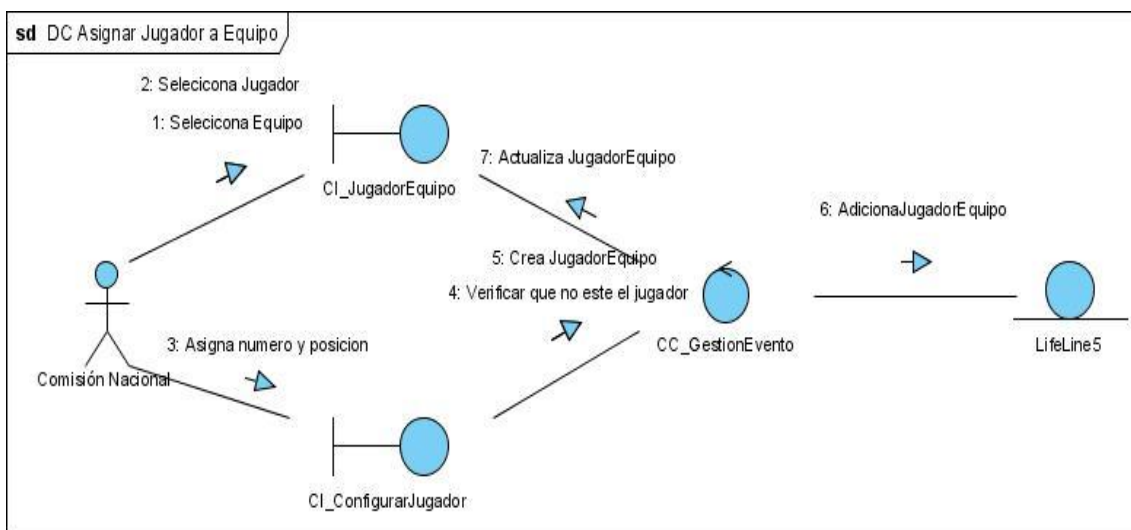 sd DC Asignar Jugador a Equipo
2: Selecicona Jugador
1: Selecicona Equipo
CI_JugadorEquipo
7: Actualiza JugadorEquipo
6: AdicionaJugadorEquipo
5: Crea JugadorEquipo
4: Verificar que no este el jugador
CC_GestionEvento
LifeLine5
3: Asigna numero y posicion
Comisión Nacional
CI_ConfigurarJugador